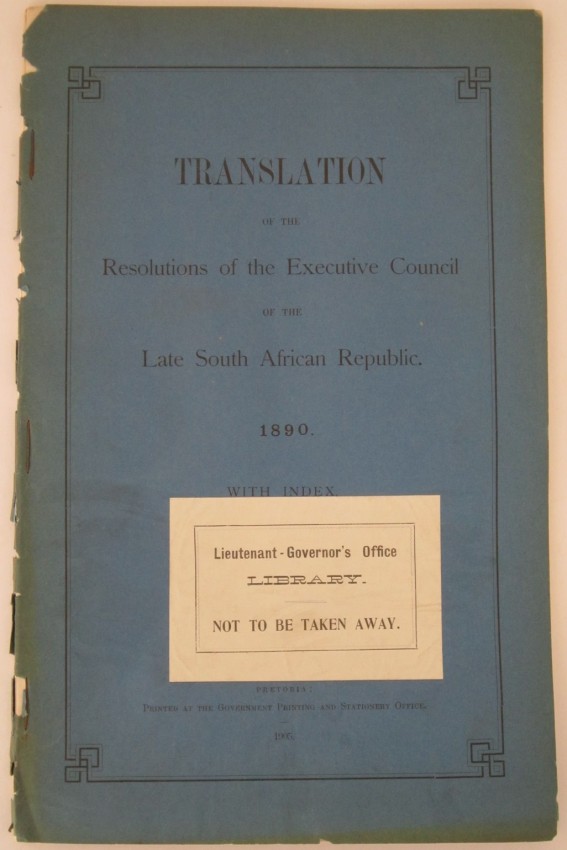 TRANSLATION
OF THE
Resolutions of the Executive Council
OF THE
Late South African Republic.
1890.
WITH INDEX.
Lieutenant-Governor's Office
LIBRARY.
NOT TO BE TAKEN AWAY.
PRETORIA:
PRINTED AT THE GOVERNMENT PRINTING AND STATIONERY OFFICE.